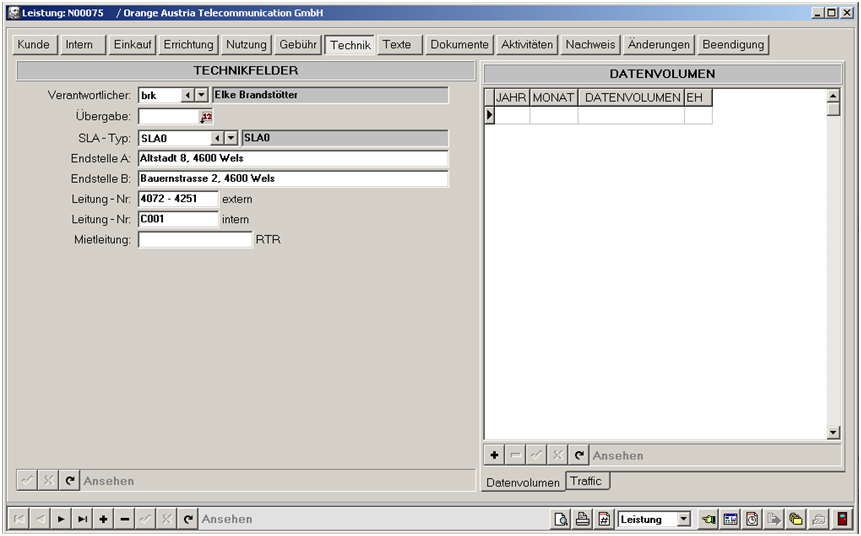 Leistung: N00075 / Orange Austria Telecommunication GmbH
Kunde Intern Einkauf Errichtung Nutzung Gebühr Technik Texte Dokumente Aktivitäten Nachweis Änderungen Beendigung
TECHNIKFELDER
Verantwortlicher: brk Elke Brandstötter
Übergabe: 12
SLA-Typ: SLA0 SLA0
Endstelle A: Altstadt 8, 4600 Wels
Endstelle B: Bauernstrasse 2, 4600 Wels
Leitung-Nr: 4072 - 4251 extern
Leitung-Nr: C001 intern
Mietleitung: RTR
Ansehen
DATENVOLUMEN
JAHR MONAT DATENVOLUMEN EH
Ansehen
Datenvolumen Traffic
Ansehen Leistung